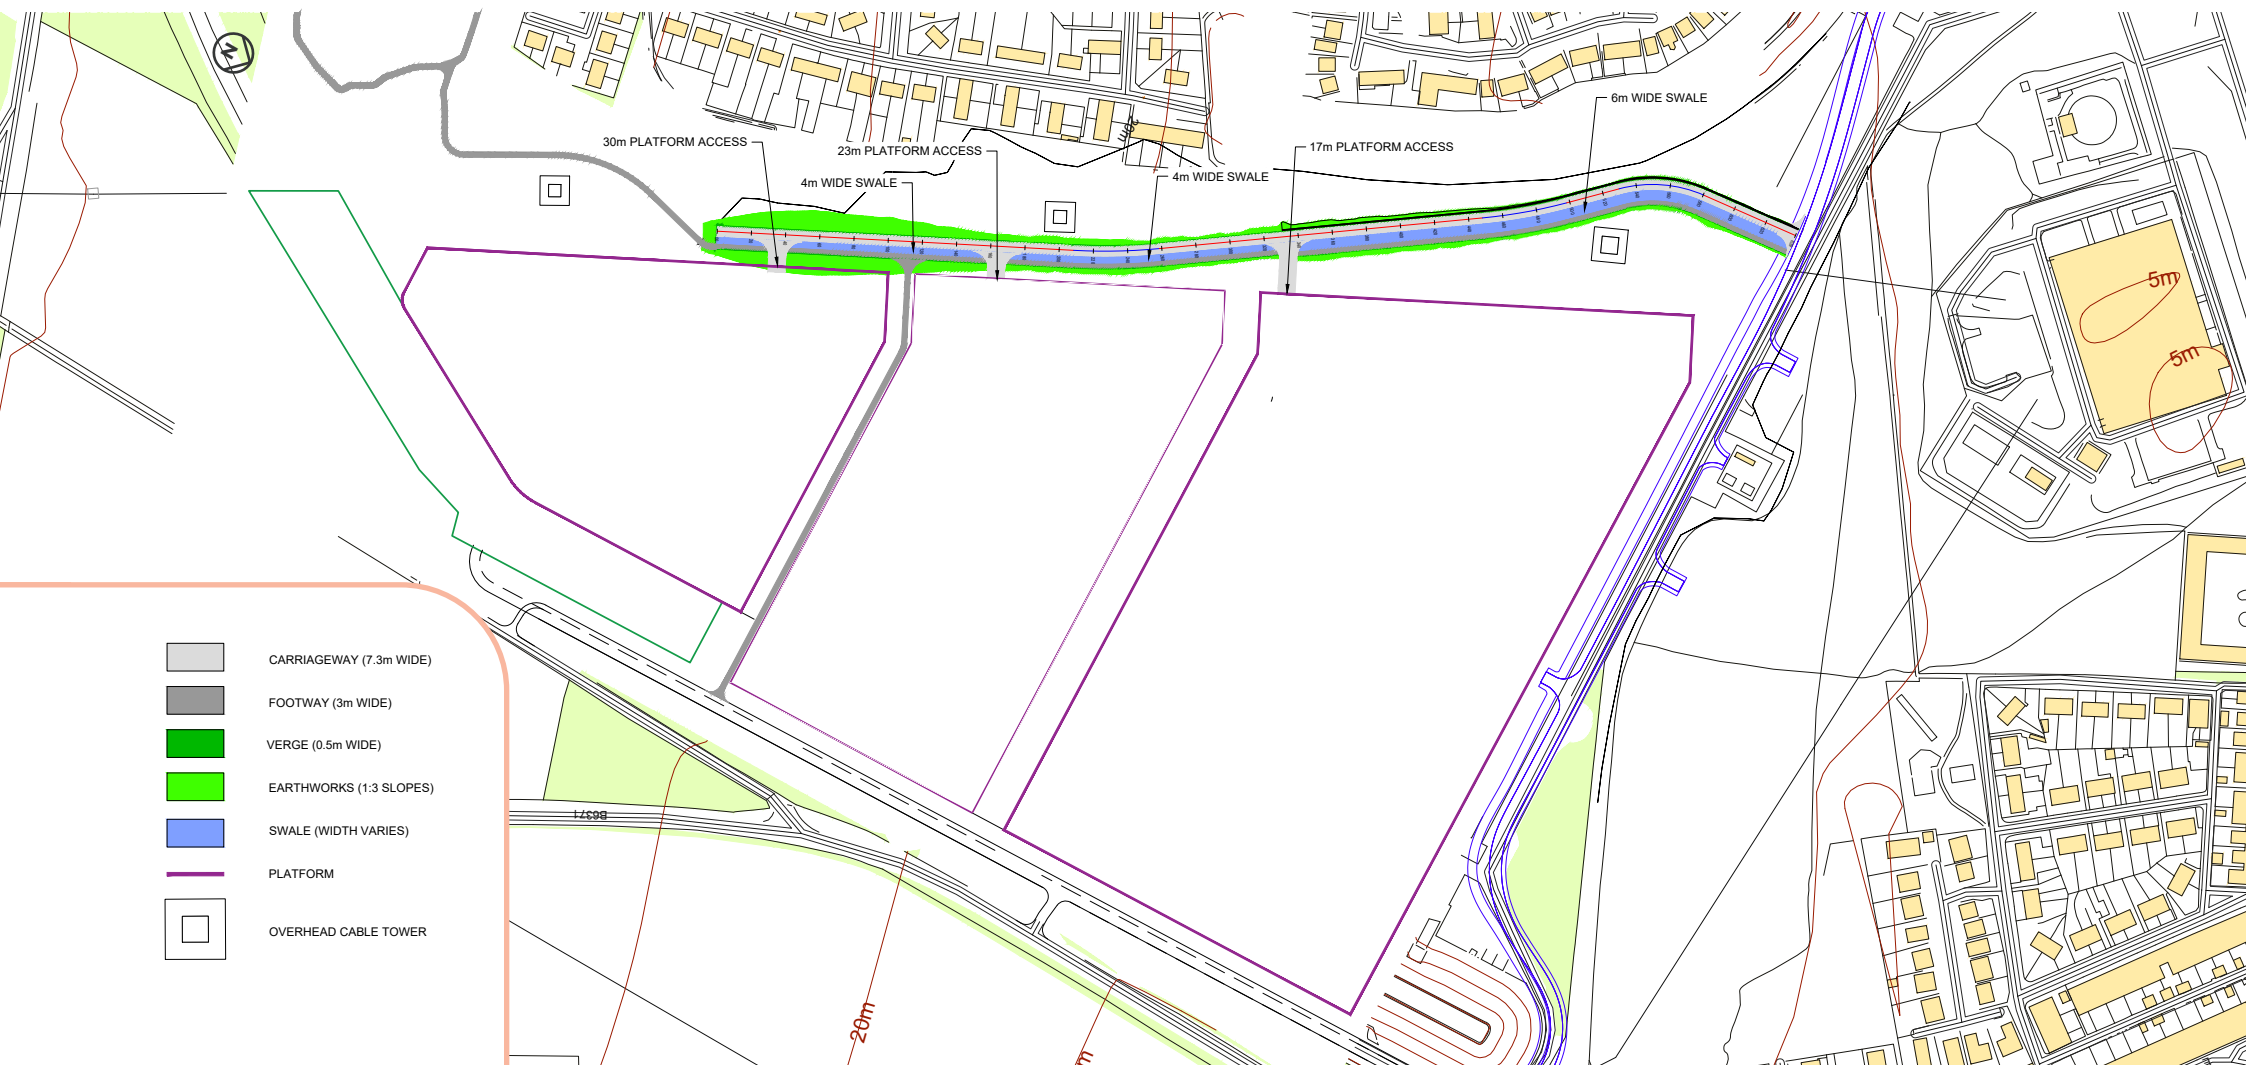 N
20m
6m WIDE SWALE
30m PLATFORM ACCESS
23m PLATFORM ACCESS
17m PLATFORM ACCESS
4m WIDE SWALE
4m WIDE SWALE
5m
5m
CARRIAGEWAY (7.3m WIDE)
FOOTWAY (3m WIDE)
VERGE (0.5m WIDE)
EARTHWORKS (1:3 SLOPES)
B6371
SWALE (WIDTH VARIES)
PLATFORM
OVERHEAD CABLE TOWER
20m
m